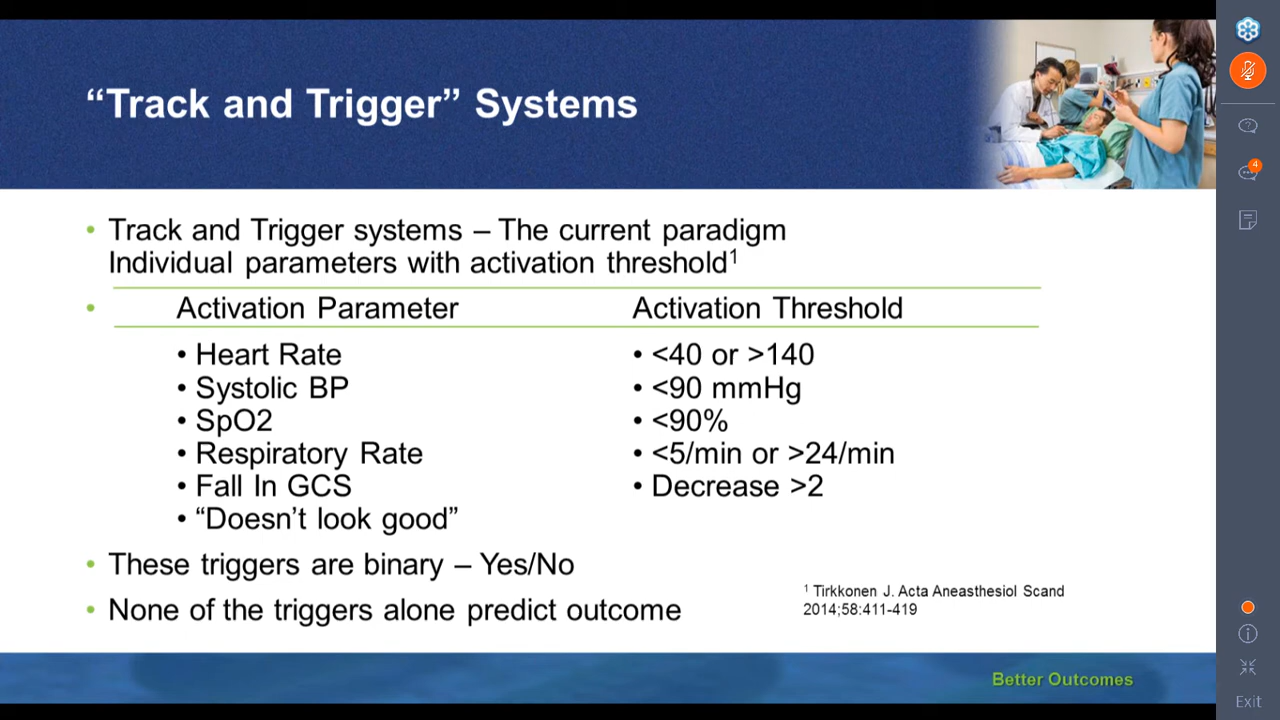 “Track and Trigger” Systems
• Track and Trigger systems – The current paradigm
Individual parameters with activation threshold1
• Activation Parameter Activation Threshold
• Heart Rate • <40 or >140
• Systolic BP • <90 mmHg
• SpO2 • <90%
• Respiratory Rate • <5/min or >24/min
• Fall In GCS • Decrease >2
• “Doesn’t look good”
• These triggers are binary – Yes/No
• None of the triggers alone predict outcome
1 Tirkkonen J. Acta Aneasthesiol Scand
2014;58:411-419
Better Outcomes
4
Exit